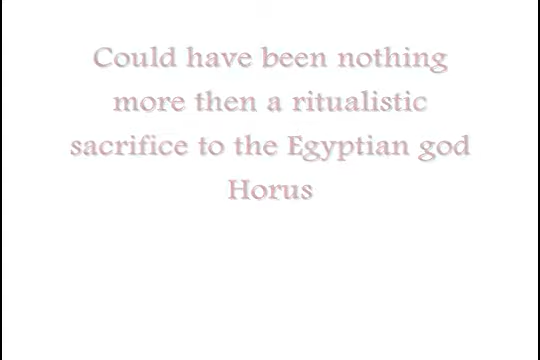 Could have been nothing
more then a ritualistic
sacrifice to the Egyptian god
Horus